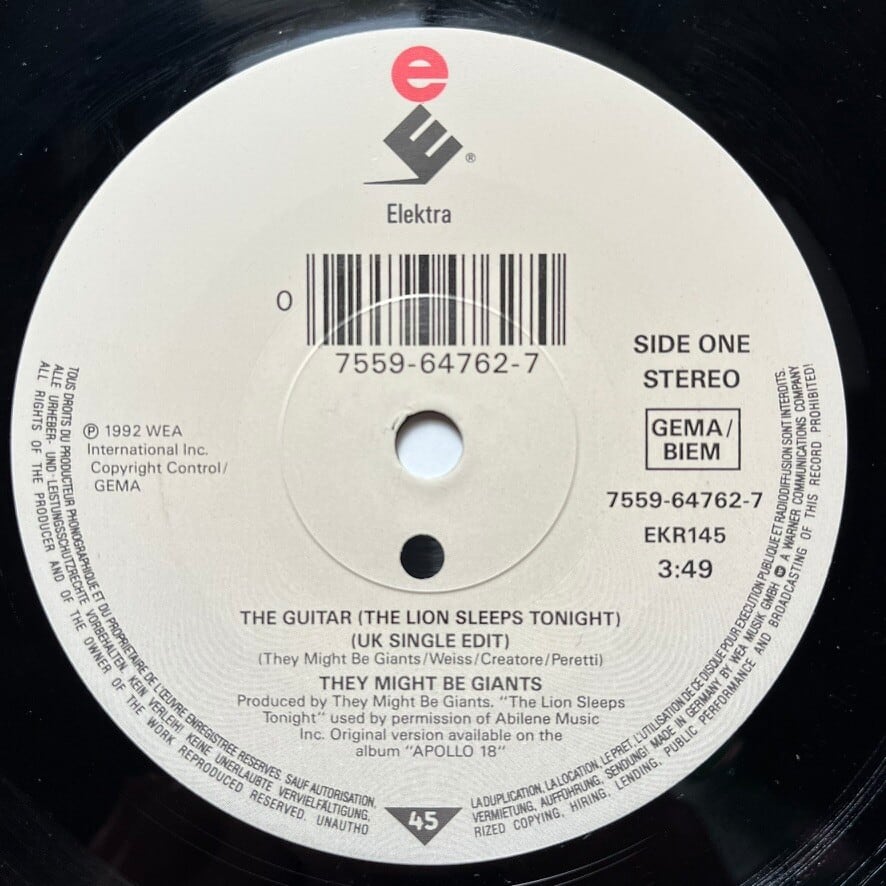 e
E®
Elektra
0
7559-64762-7
SIDE ONE
STEREO
GEMA/
BIEM
7559-64762-7
EKR145
3:49
℗ 1992 WEA
International Inc.
Copyright Control/
GEMA
THE GUITAR (THE LION SLEEPS TONIGHT)
(UK SINGLE EDIT)
(They Might Be Giants/Weiss/Creatore/Peretti)
THEY MIGHT BE GIANTS
Produced by They Might Be Giants. "The Lion Sleeps
Tonight" used by permission of Abilene Music
Inc. Original version available on the
album "APOLLO 18"
45
TOUS DROITS DU PRODUCTEUR PHONOGRAPHIQUE ET DU PROPRIETAIRE DE L'ŒUVRE ENREGISTREE RESERVES. SAUF AUTORISATION, LA DUPLICATION, LA LOCATION, LE PRET, L'UTILISATION DE CE DISQUE POUR EXECUTION PUBLIQUE ET RADIODIFFUSION SONT INTERDITS.
ALLE URHEBER- UND LEISTUNGSSCHUTZRECHTE VORBEHALTEN. KEIN VERLEIH! KEINE UNERLAUBTE VERVIELFÄLTIGUNG, VERMIETUNG, AUFFÜHRUNG, SENDUNG! MADE IN GERMANY BY WEA MUSIK GMBH A WARNER COMMUNICATIONS COMPANY
ALL RIGHTS OF THE PRODUCER AND OF THE OWNER OF THE WORK REPRODUCED RESERVED. UNAUTHORIZED COPYING, HIRING, LENDING, PUBLIC PERFORMANCE AND BROADCASTING OF THIS RECORD PROHIBITED!